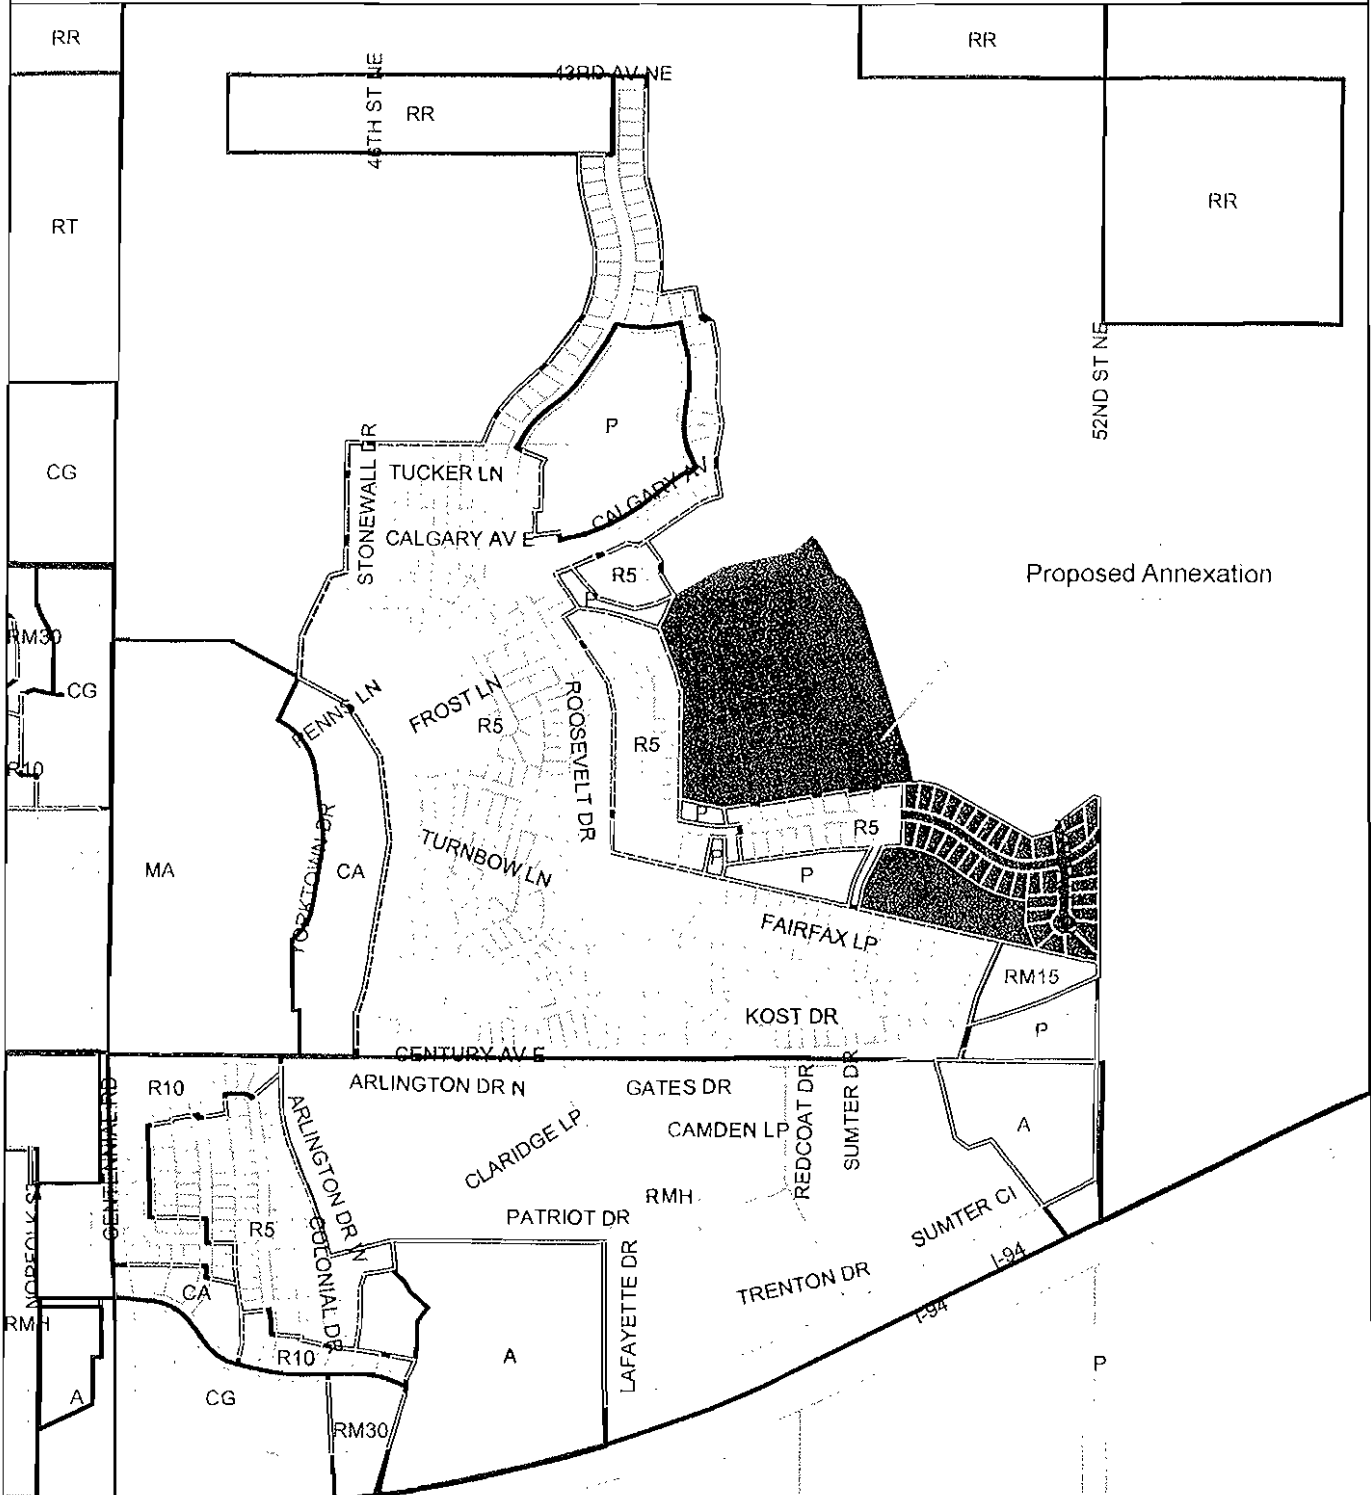 RR
RR
43RD AV NE
46TH ST NE
RR
RR
RT
52ND ST NE
P
STONEWALL DR
TUCKER LN
CG
CALGARY AV
CALGARY AV E
R5
Proposed Annexation
P
RM30
CG
PENNS LN
FROST LN
R5
ROOSEVELT DR
R5
R10
P
R5
YORKTOWN DR
TURNBOW LN
P
MA
CA
P
FAIRFAX LP
RM15
KOST DR
P
CENTURY AV E
R10
ARLINGTON DR N
GATES DR
REDCOAT DR
SUMTER DR
CENTENNIAL RD
ARLINGTON DR W
CLARIDGE LP
CAMDEN LP
A
RMH
NORFOLK ST
R5
COLONIAL DR
PATRIOT DR
SUMTER CI
I-94
CA
TRENTON DR
RMH
I-94
LAFAYETTE DR
R10
A
P
A
CG
RM30